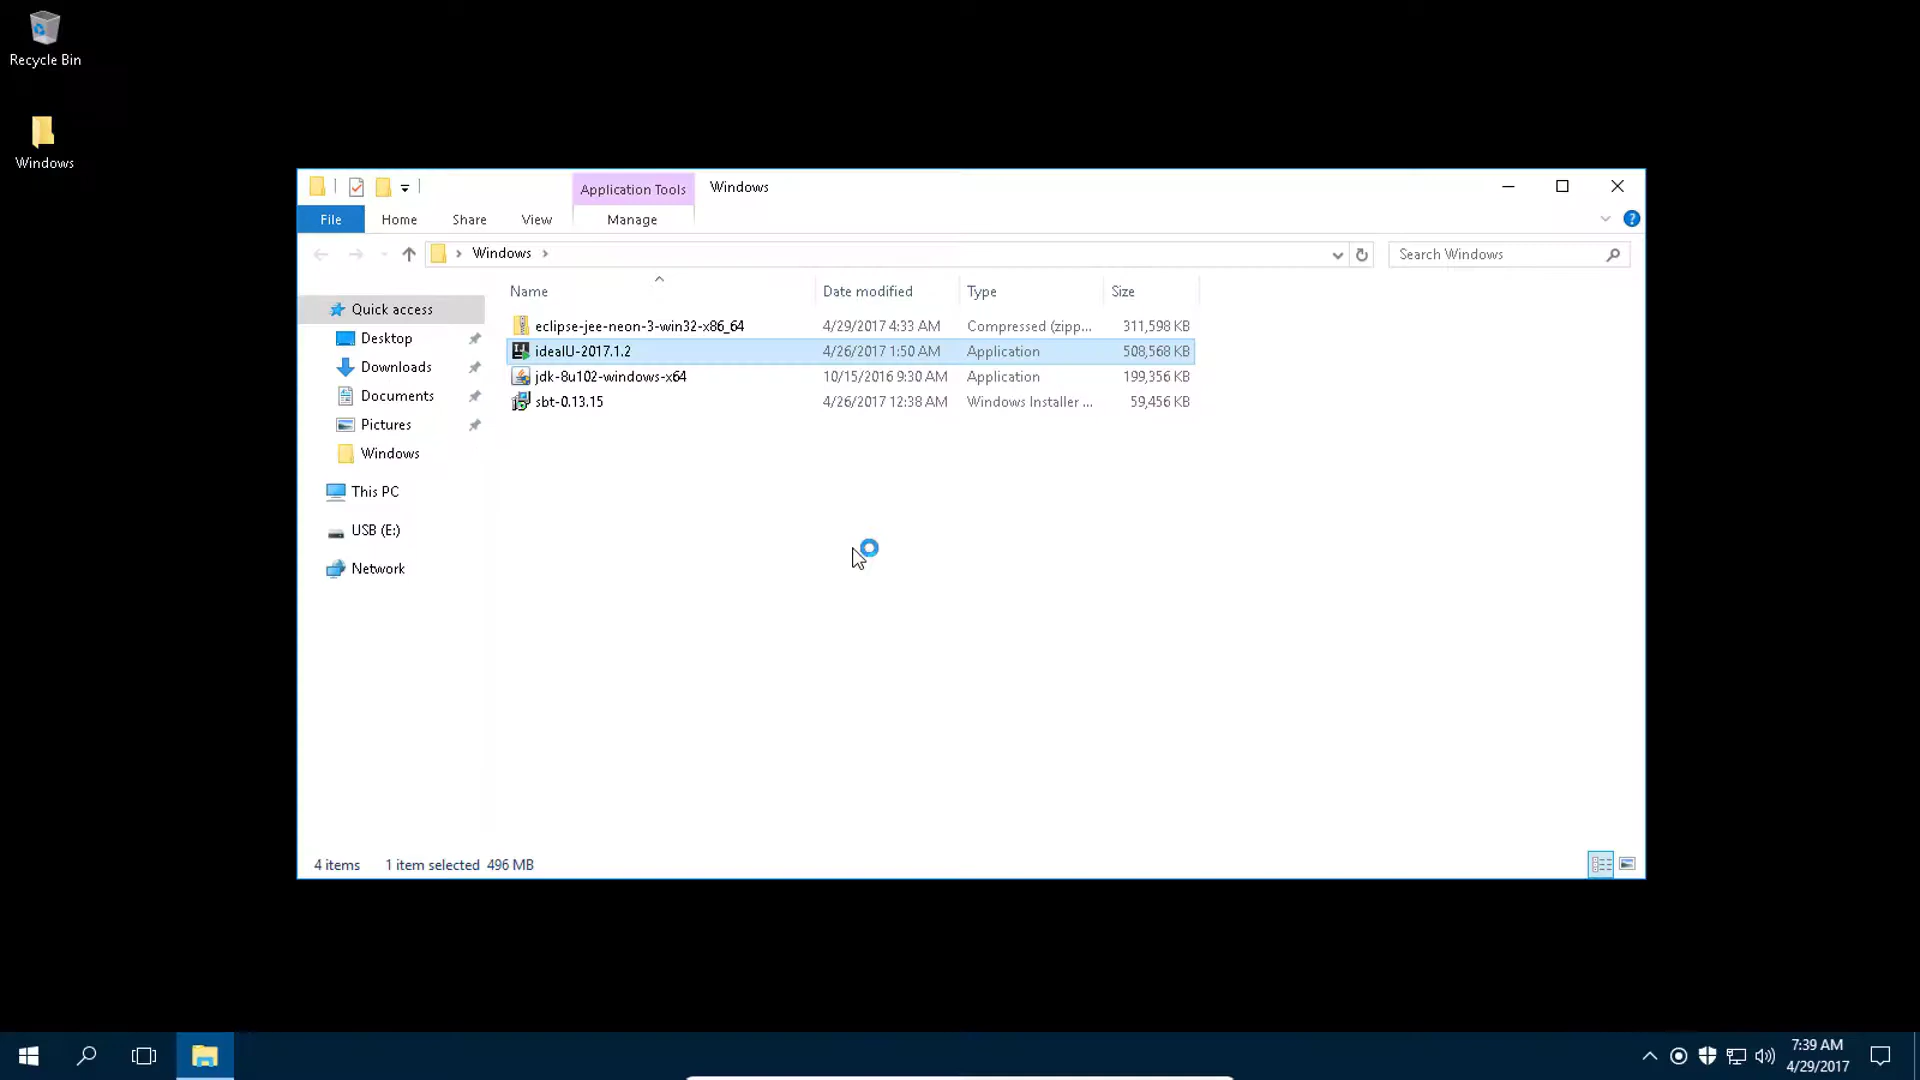 Recycle Bin
Windows
Application Tools
Windows
File
Home
Share
View
Manage
Windows
Search Windows
Name
Date modified
Type
Size
Quick access
Desktop
Downloads
Documents
Pictures
Windows
This PC
USB (E:)
Network
eclipse-jee-neon-3-win32-x86_64 4/29/2017 4:33 AM Compressed (zipp... 311,598 KB
ideaIU-2017.1.2 4/26/2017 1:50 AM Application 508,568 KB
jdk-8u102-windows-x64 10/15/2016 9:30 AM Application 199,356 KB
sbt-0.13.15 4/26/2017 12:38 AM Windows Installer ... 59,456 KB
4 items 1 item selected 496 MB
7:39 AM
4/29/2017